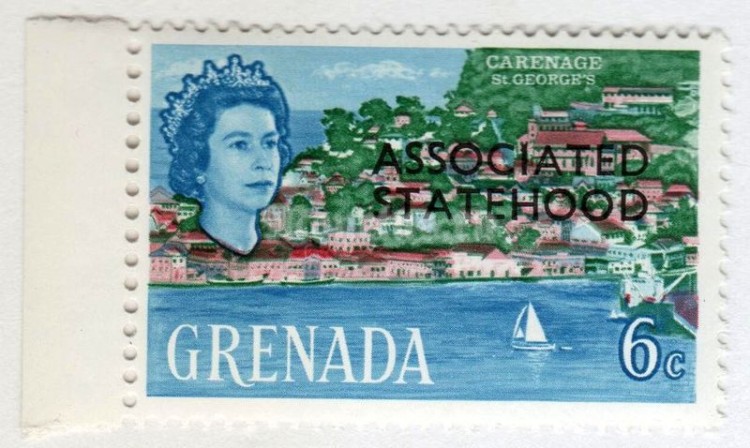 CARENAGE
St. GEORGE'S
ASSOCIATED
STATEHOOD
GRENADA
6c